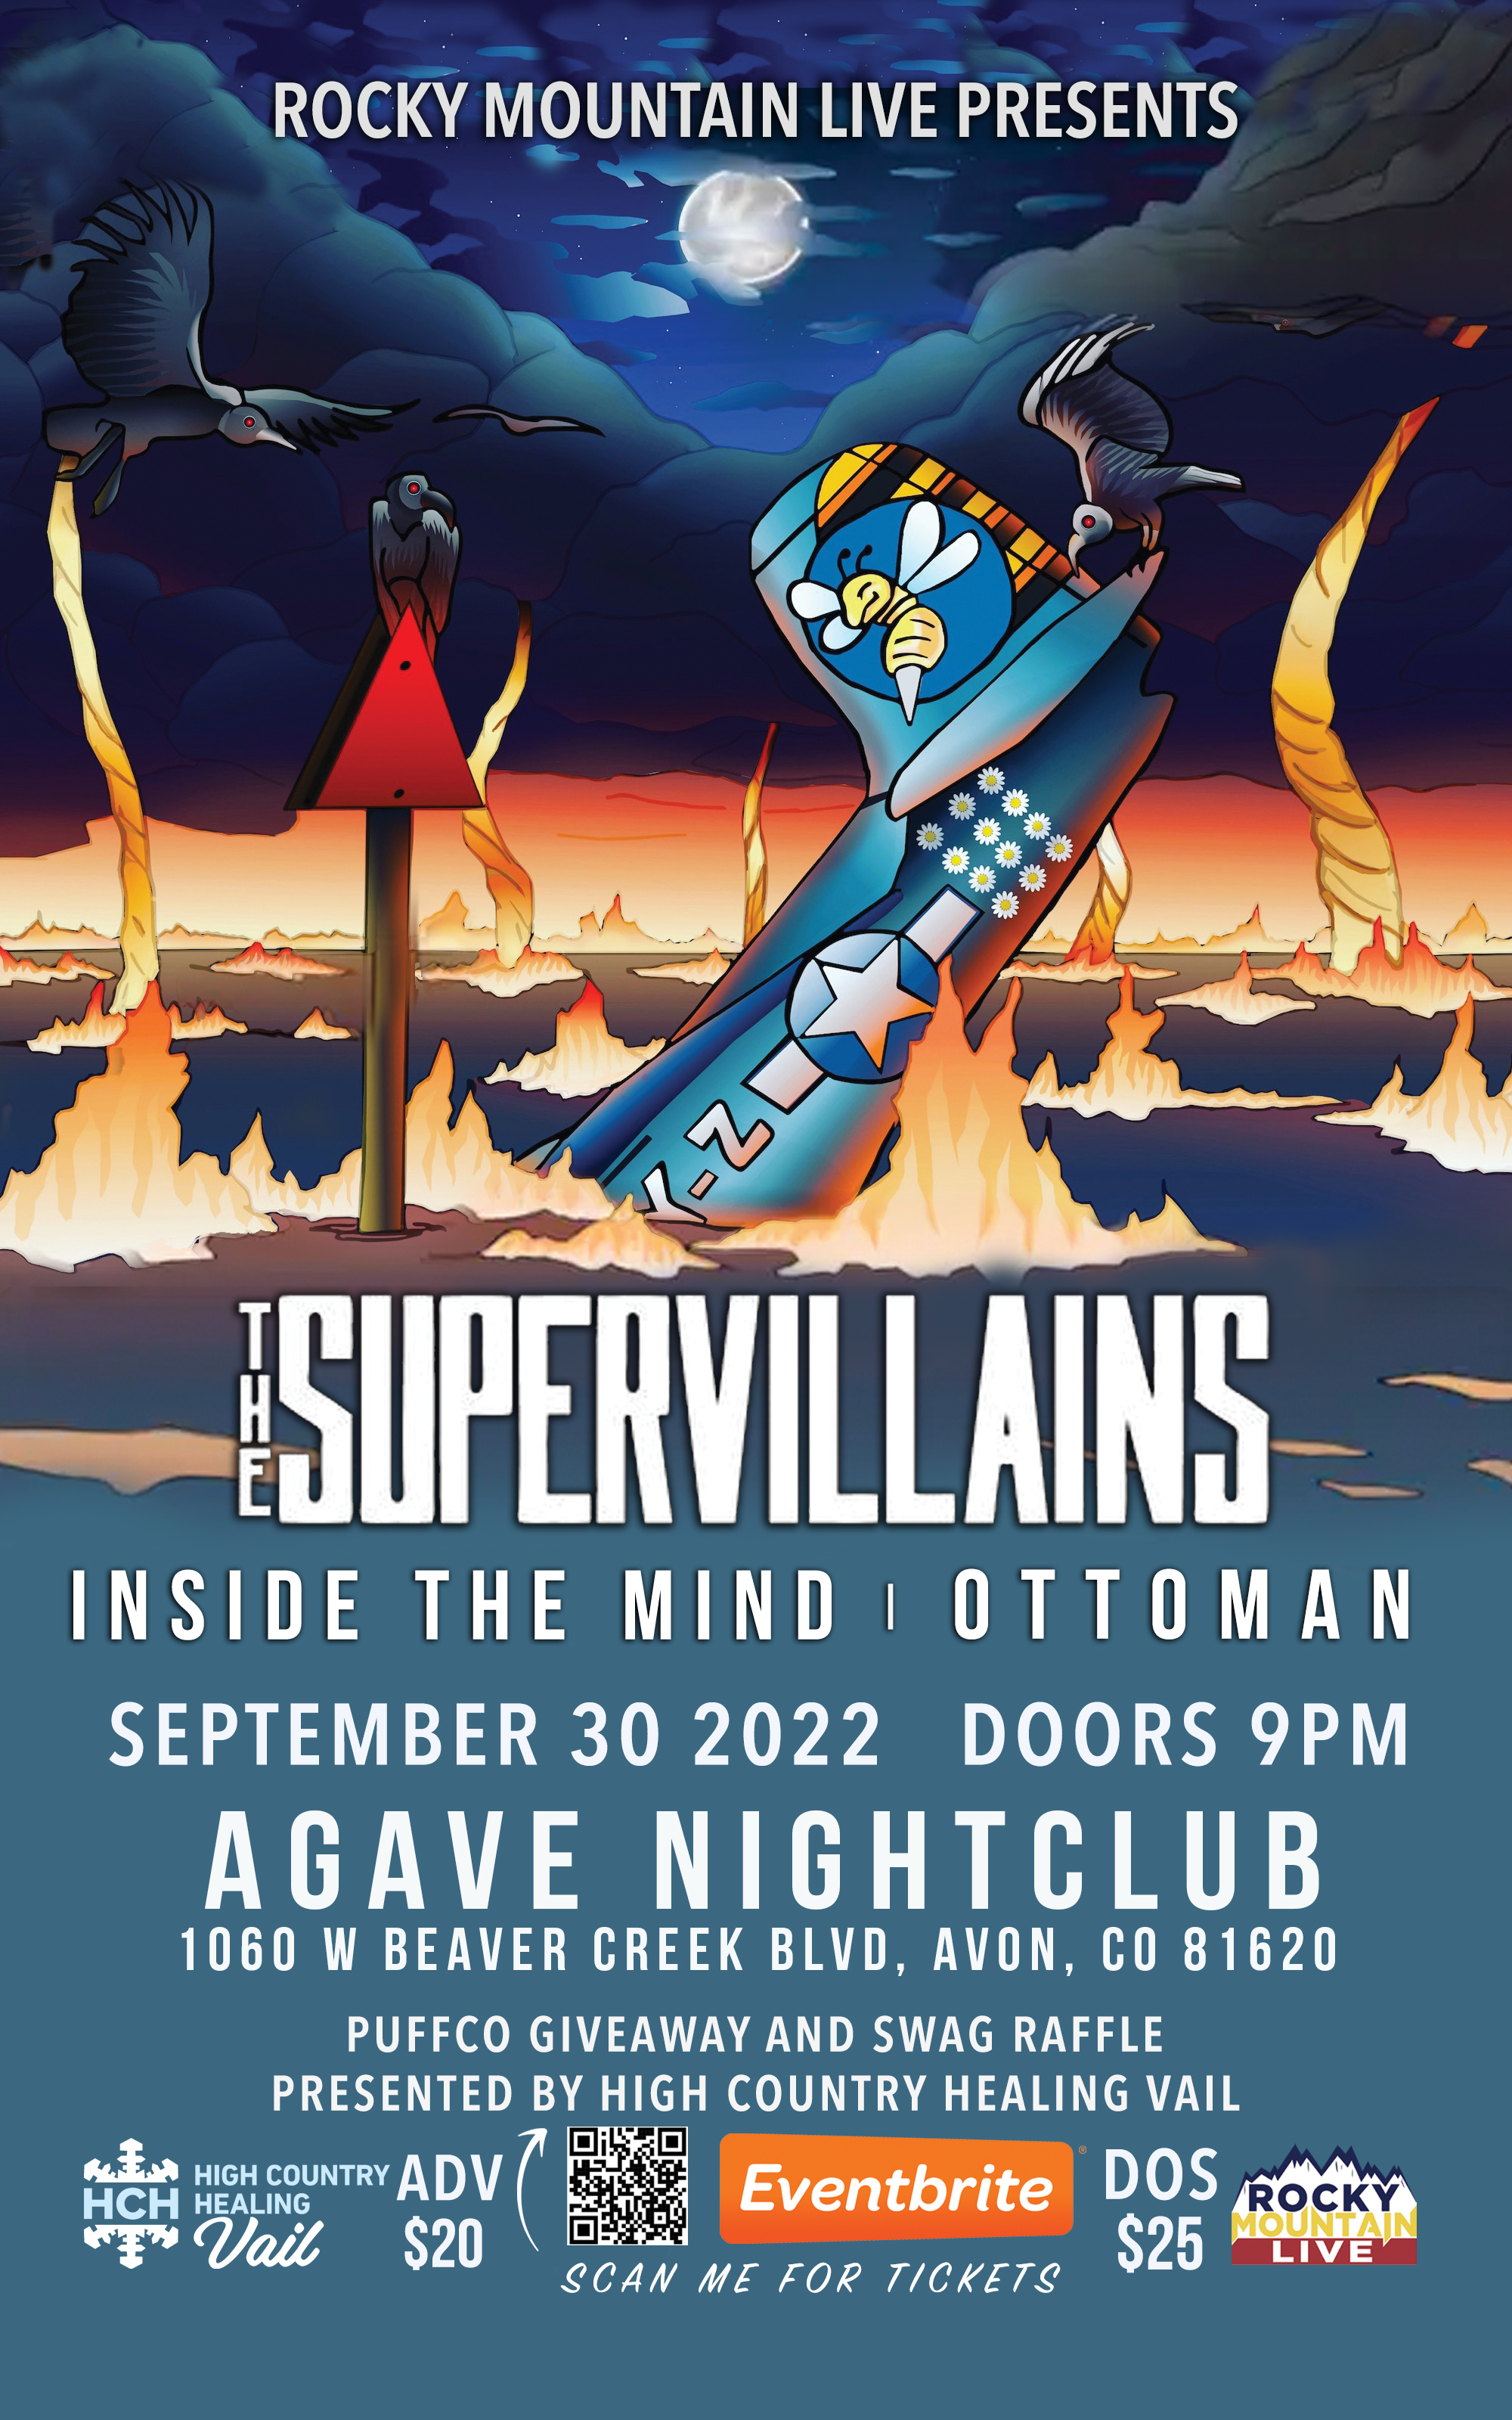 ROCKY MOUNTAIN LIVE PRESENTS
Y-Z
THE SUPERVILLAINS
INSIDE THE MIND | OTTOMAN
SEPTEMBER 30 2022 DOORS 9PM
AGAVE NIGHTCLUB
1060 W BEAVER CREEK BLVD, AVON, CO 81620
PUFFCO GIVEAWAY AND SWAG RAFFLE
PRESENTED BY HIGH COUNTRY HEALING VAIL
HCH
HIGH COUNTRY
HEALING
Vail
ADV
$20
Eventbrite®
SCAN ME FOR TICKETS
DOS
$25
ROCKY
MOUNTAIN
LIVE